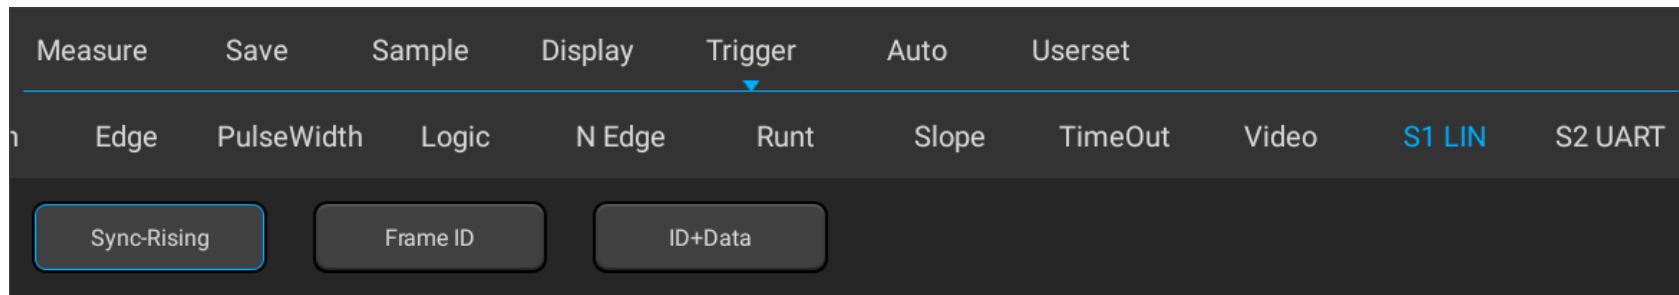 Measure Save Sample Display Trigger Auto Userset
Edge PulseWidth Logic N Edge Runt Slope TimeOut Video S1 LIN S2 UART
Sync-Rising Frame ID ID+Data